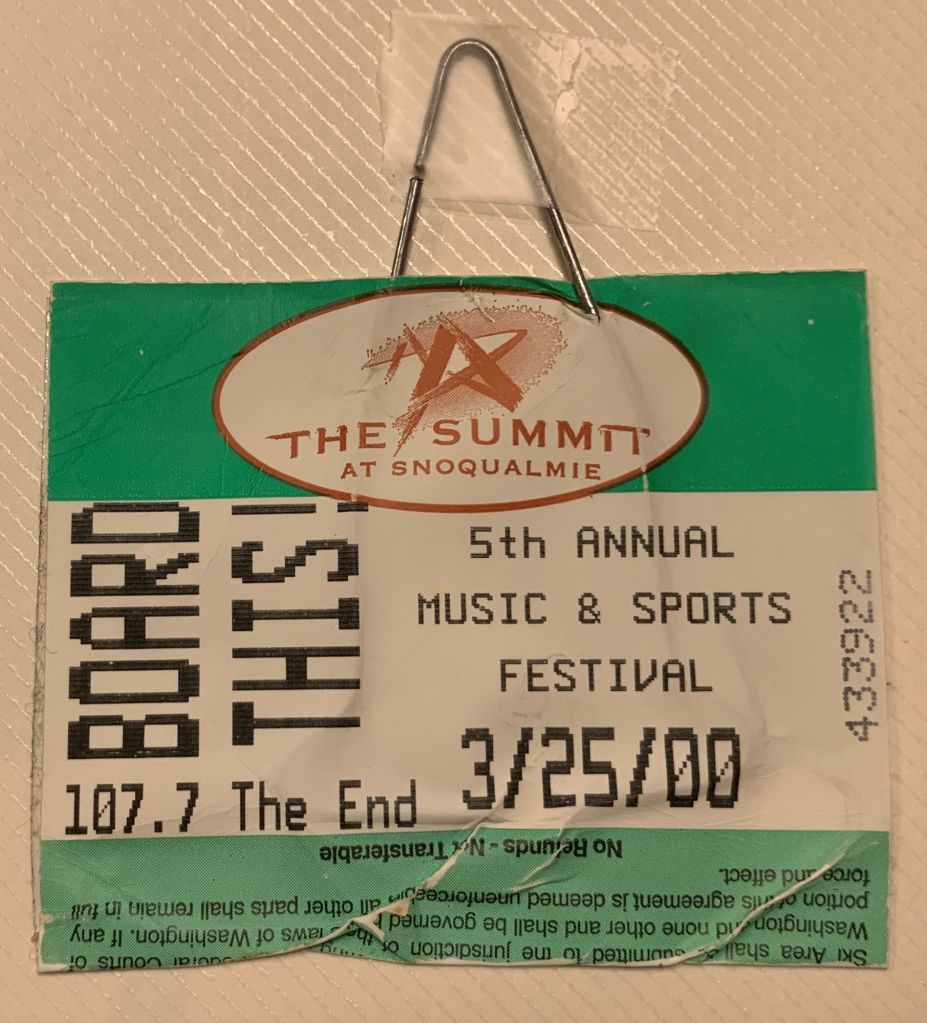 THE SUMMIT
AT SNOQUALMIE
BOARD
THIS!
5th ANNUAL
MUSIC & SPORTS
FESTIVAL
3/25/00
107.7 The End
433922
Ski Area shall be submitted to the jurisdiction of Courts of
Washington and none other and shall be governed by the laws of Washington. If any
portion of this agreement is deemed unenforceable, all other parts shall remain in full
force and effect.
No Refunds - Not Transferable